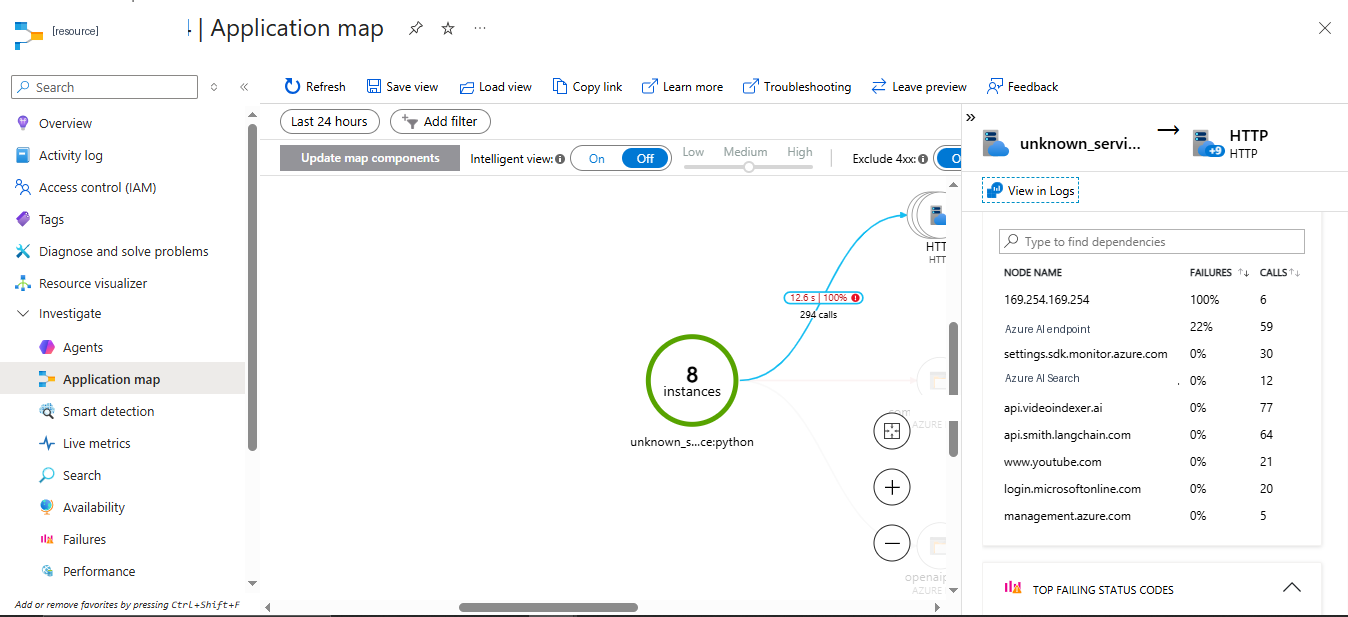 [resource]
| Application map
Search
Refresh
Save view
Load view
Copy link
Learn more
Troubleshooting
Leave preview
Feedback
Overview
Activity log
Access control (IAM)
Tags
Diagnose and solve problems
Resource visualizer
Investigate
Agents
Application map
Smart detection
Live metrics
Search
Availability
Failures
Performance
Add or remove favorites by pressing Ctrl+Shift+F
Last 24 hours
Add filter
Update map components
Intelligent view:
On
Off
Low
Medium
High
Exclude 4xx:
O
HTT
HTT
12.6 s | 100%
294 calls
8
instances
unknown_s...ce:python
com
AZURE
openaip
AZURE
unknown_servi...
+9
HTTP
HTTP
View in Logs
Type to find dependencies
NODE NAME FAILURES CALLS
169.254.169.254 100% 6
Azure AI endpoint 22% 59
settings.sdk.monitor.azure.com 0% 30
Azure AI Search 0% 12
api.videoindexer.ai 0% 77
api.smith.langchain.com 0% 64
www.youtube.com 0% 21
login.microsoftonline.com 0% 20
management.azure.com 0% 5
TOP FAILING STATUS CODES